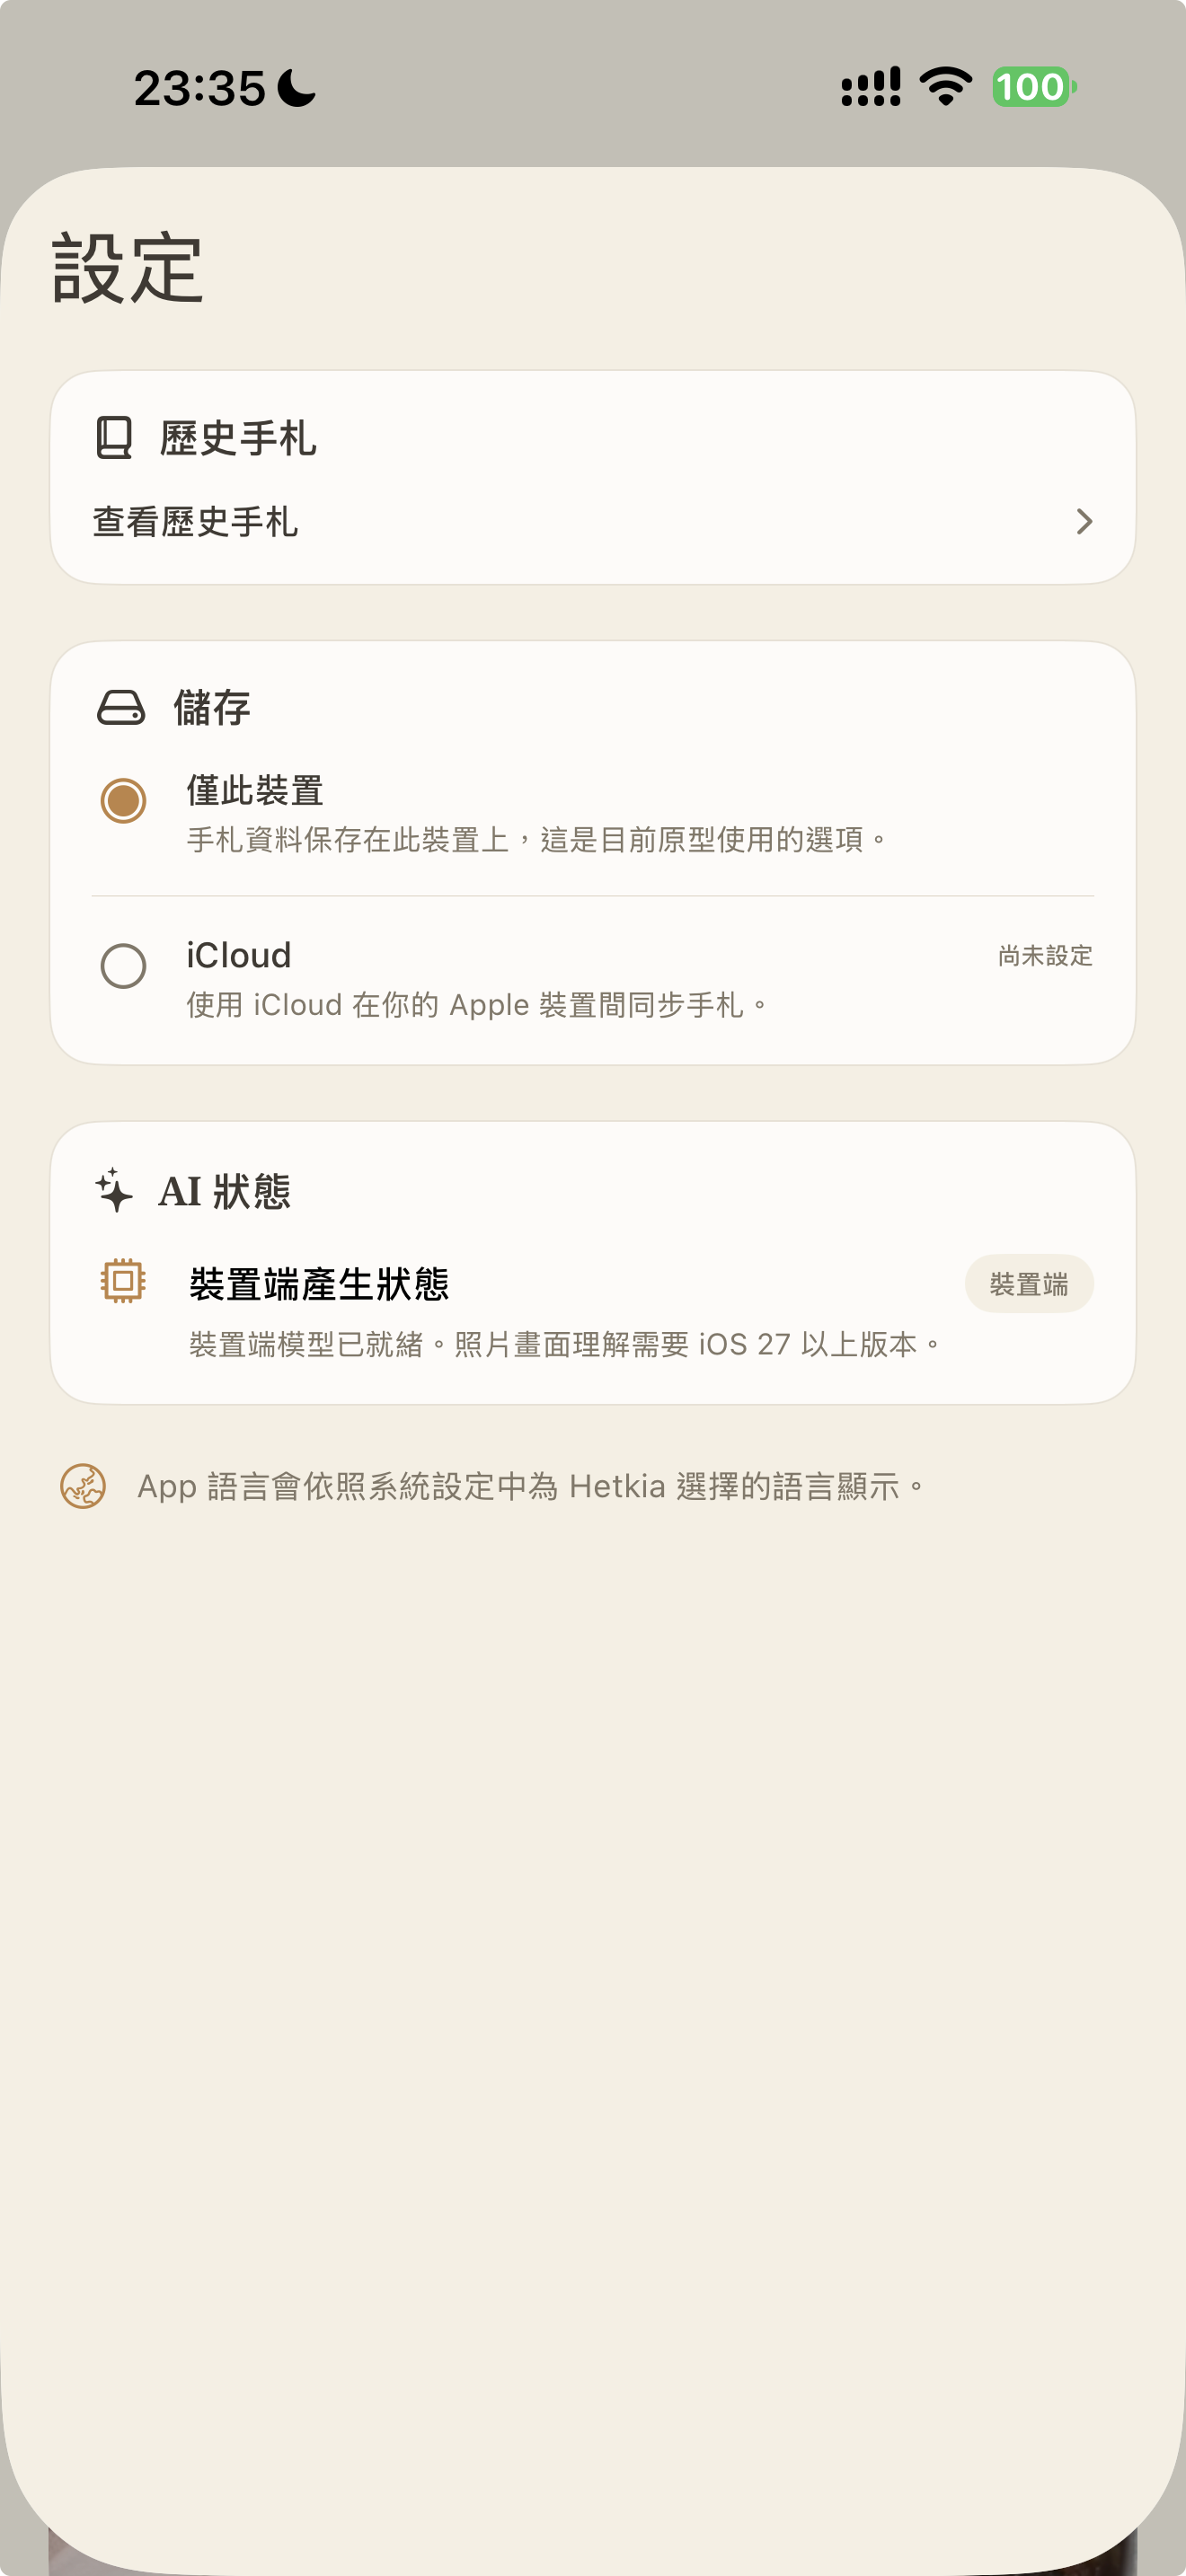 23:35
100
設定
歷史手札
查看歷史手札
儲存
僅此裝置
手札資料保存在此裝置上，這是目前原型使用的選項。
iCloud
尚未設定
使用 iCloud 在你的 Apple 裝置間同步手札。
AI 狀態
裝置端產生狀態
裝置端
裝置端模型已就緒。照片畫面理解需要 iOS 27 以上版本。
App 語言會依照系統設定中為 Hetkia 選擇的語言顯示。